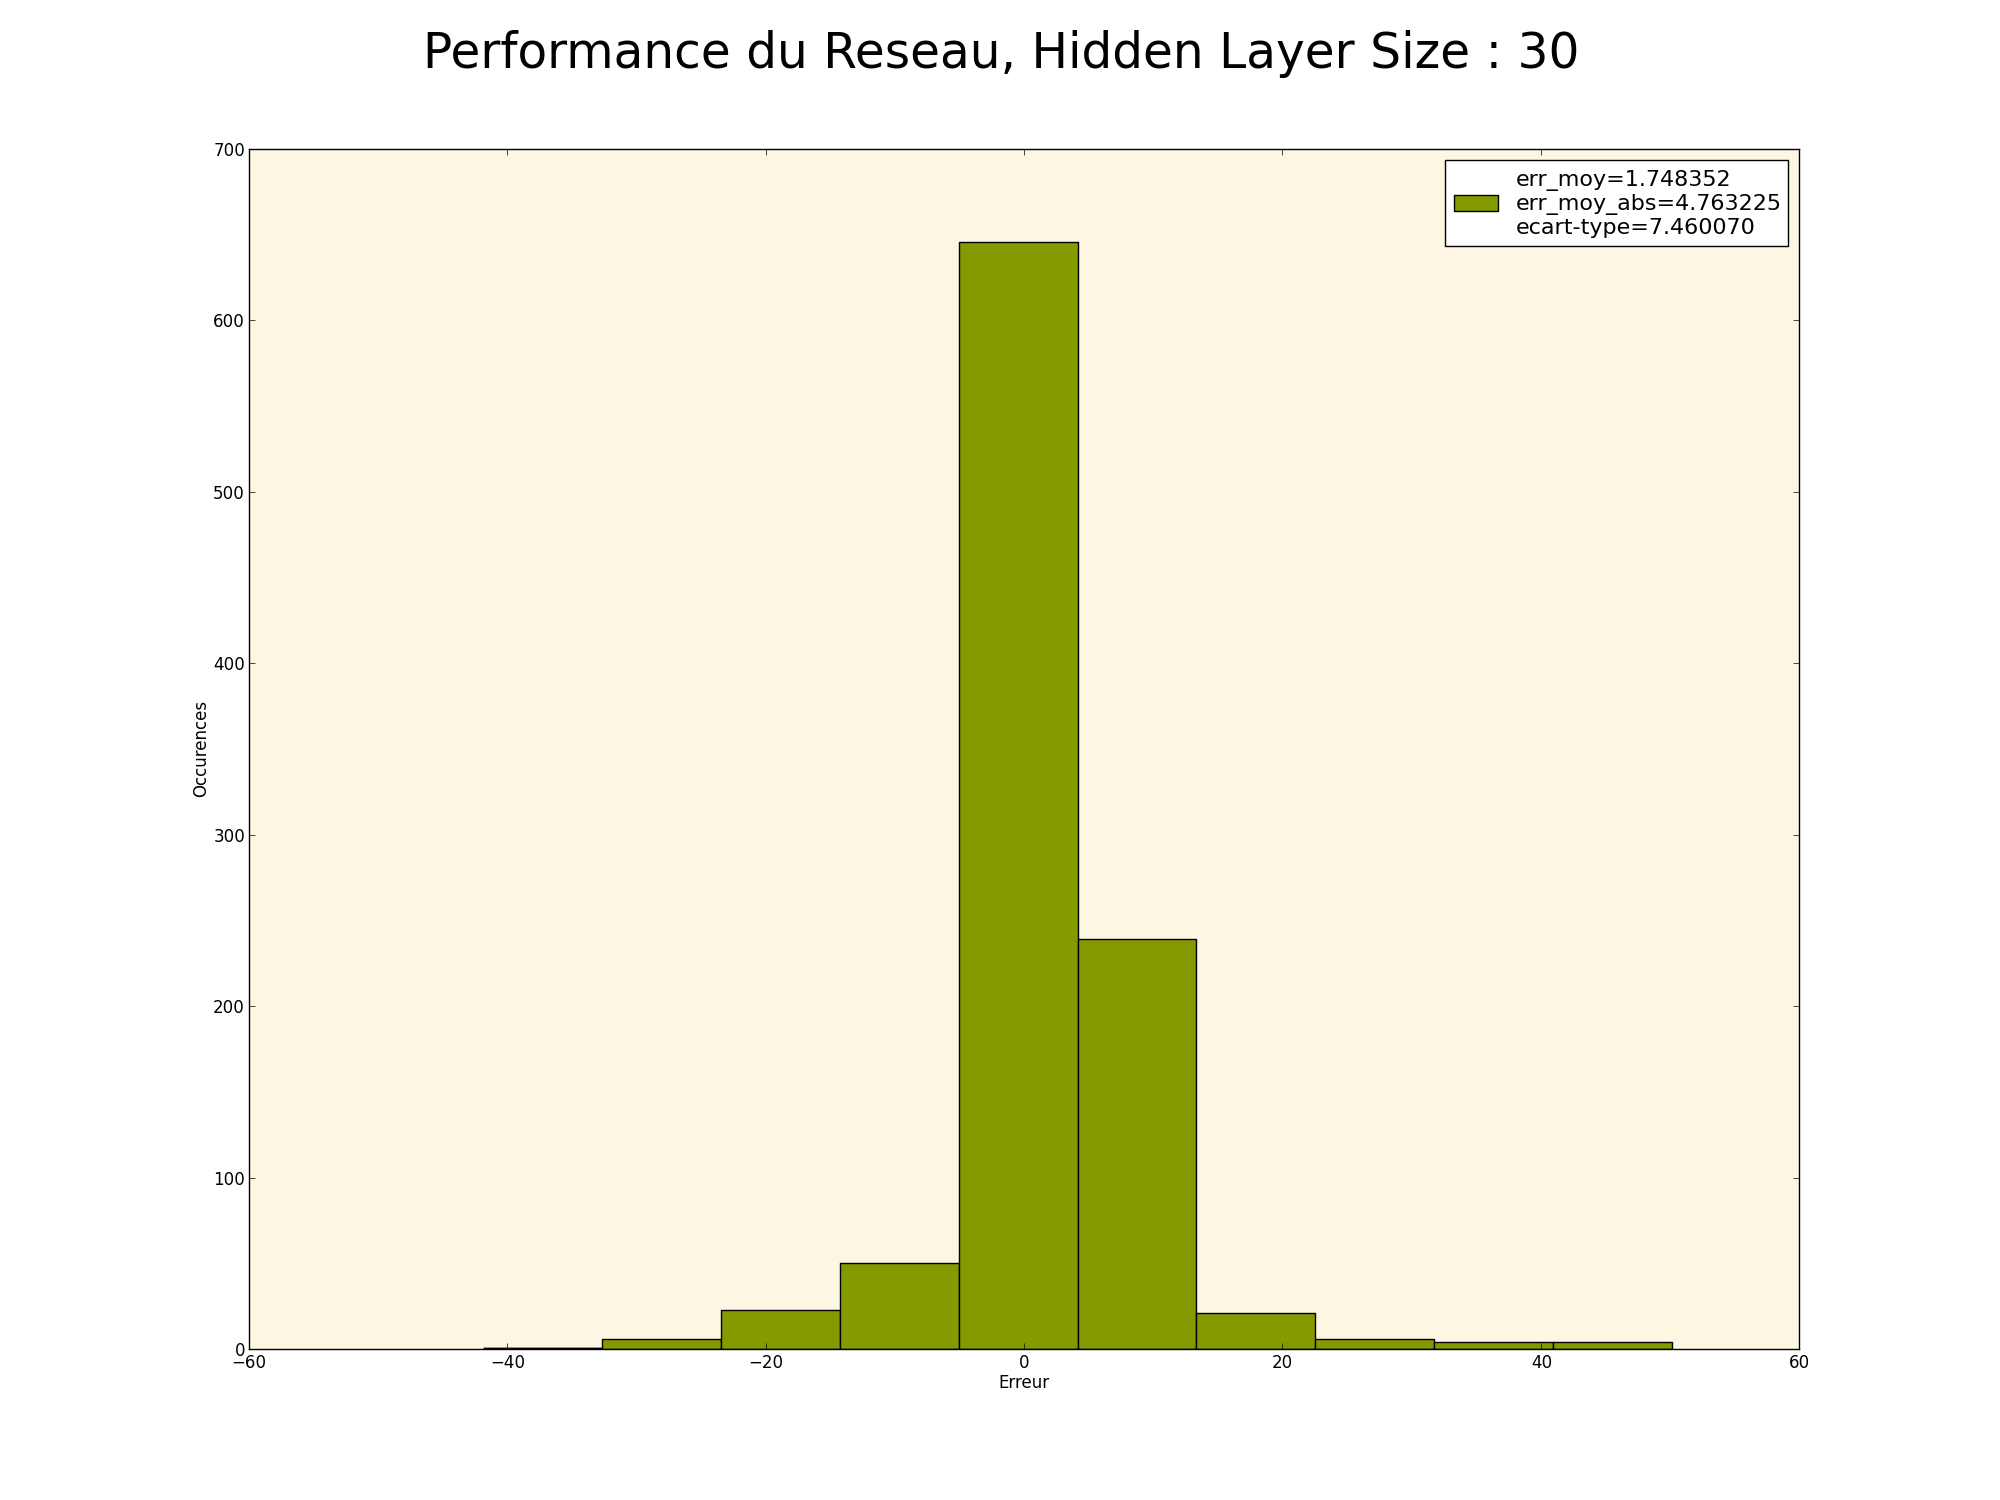 Performance du Reseau, Hidden Layer Size : 30
700
600
500
400
300
200
100
0
err_moy=1.748352
err_moy_abs=4.763225
ecart-type=7.460070
Occurences
−60 −40 −20 0 20 40 60
Erreur